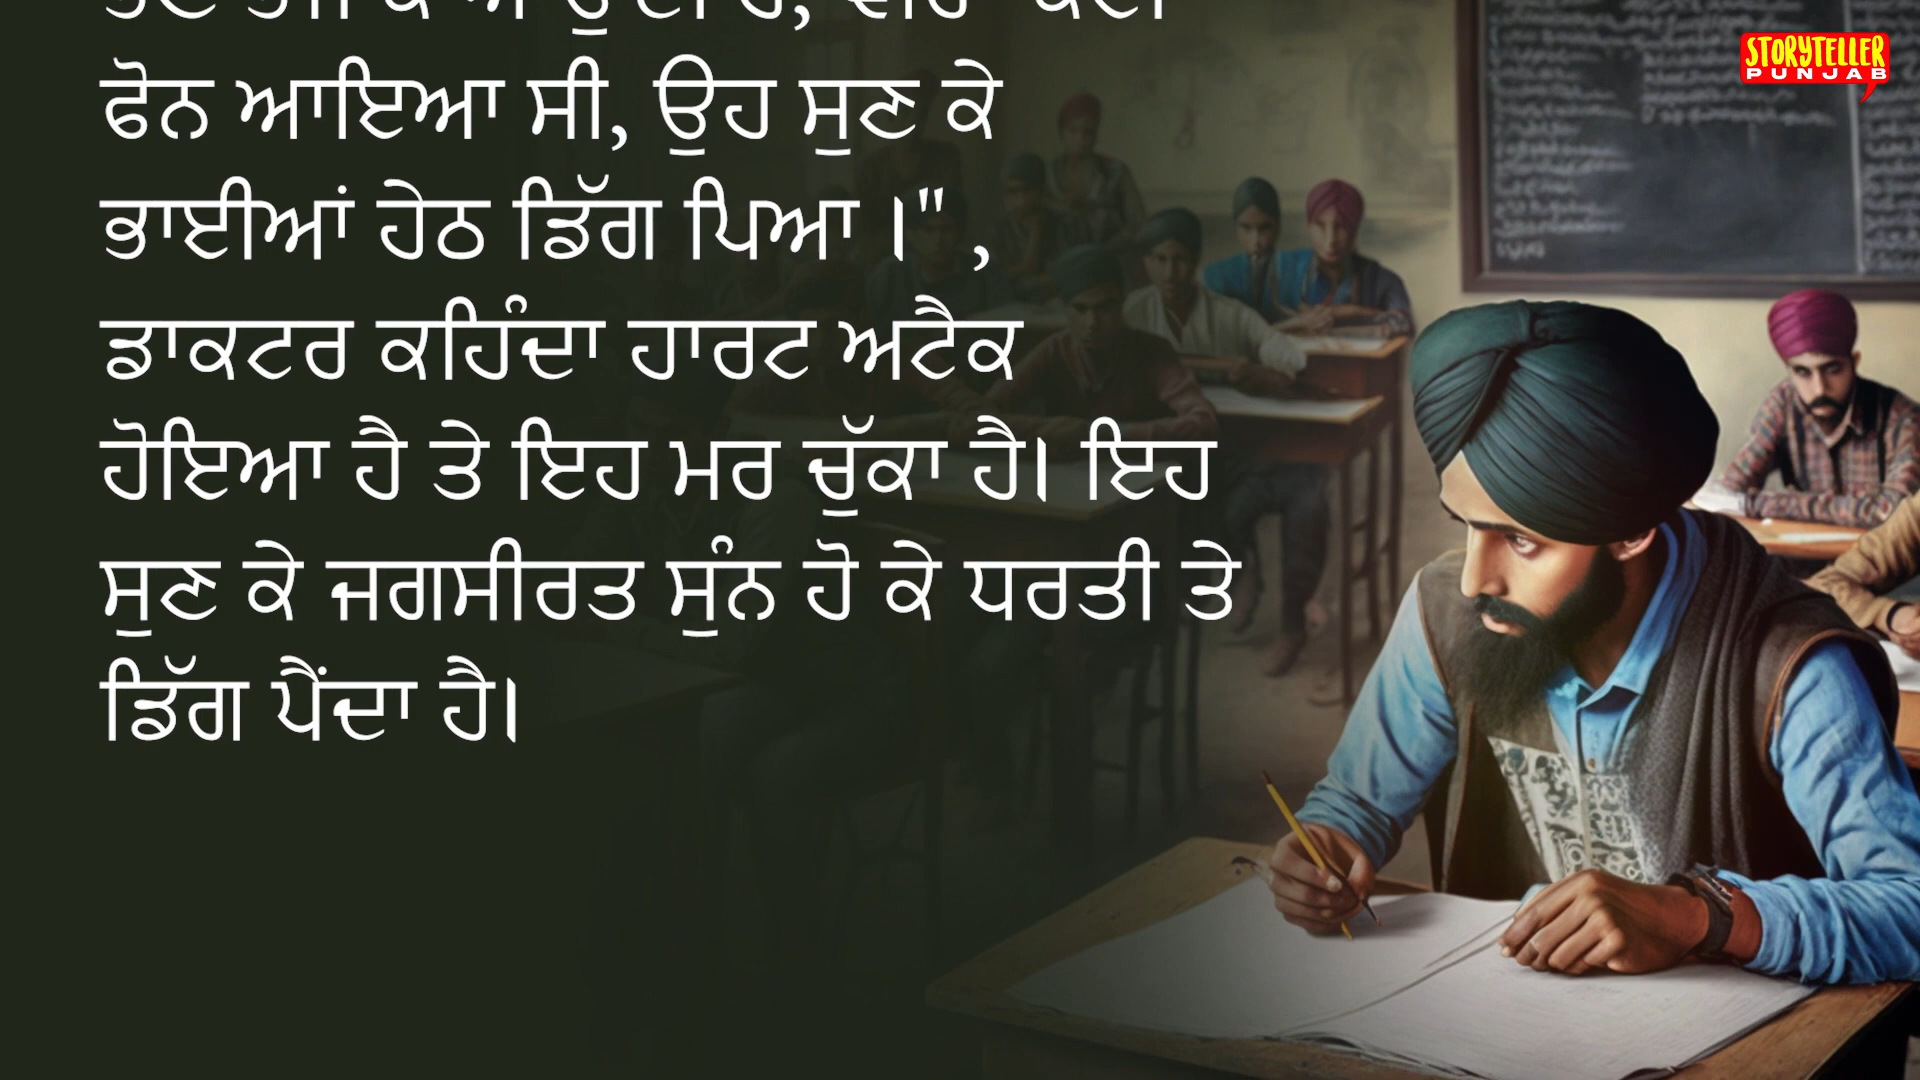 ਫੋਨ ਆਇਆ ਸੀ, ਉਹ ਸੁਣ ਕੇ
ਭਾਈਆਂ ਹੇਠ ਡਿੱਗ ਪਿਆ ।" ,
ਡਾਕਟਰ ਕਹਿੰਦਾ ਹਾਰਟ ਅਟੈਕ
ਹੋਇਆ ਹੈ ਤੇ ਇਹ ਮਰ ਚੁੱਕਾ ਹੈ। ਇਹ
ਸੁਣ ਕੇ ਜਗਸੀਰਤ ਸੁੰਨ ਹੋ ਕੇ ਧਰਤੀ ਤੇ
ਡਿੱਗ ਪੈਂਦਾ ਹੈ।
STORYTELLER
PUNJAB